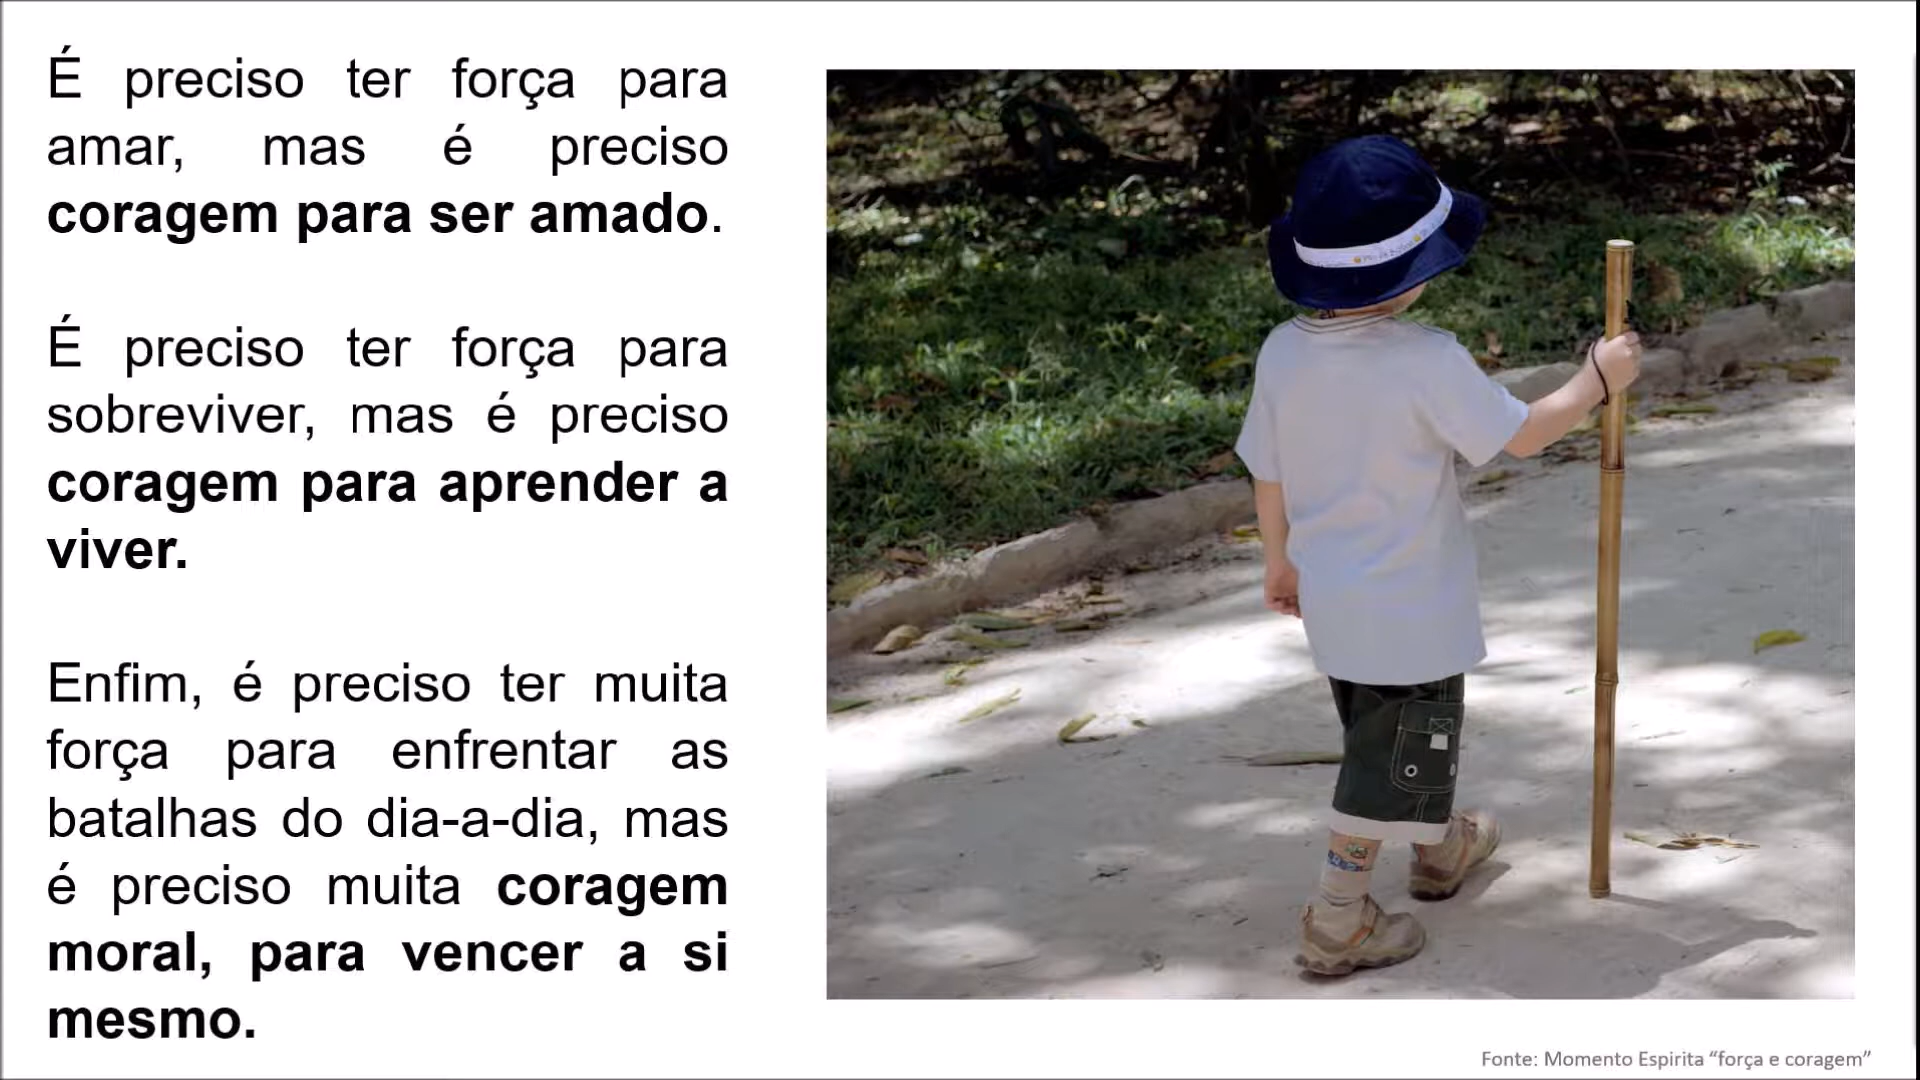 É preciso ter força para
amar, mas é preciso
coragem para ser amado.
É preciso ter força para
sobreviver, mas é preciso
coragem para aprender a
viver.
Enfim, é preciso ter muita
força para enfrentar as
batalhas do dia-a-dia, mas
é preciso muita coragem
moral, para vencer a si
mesmo.
Fonte: Momento Espirita “força e coragem”